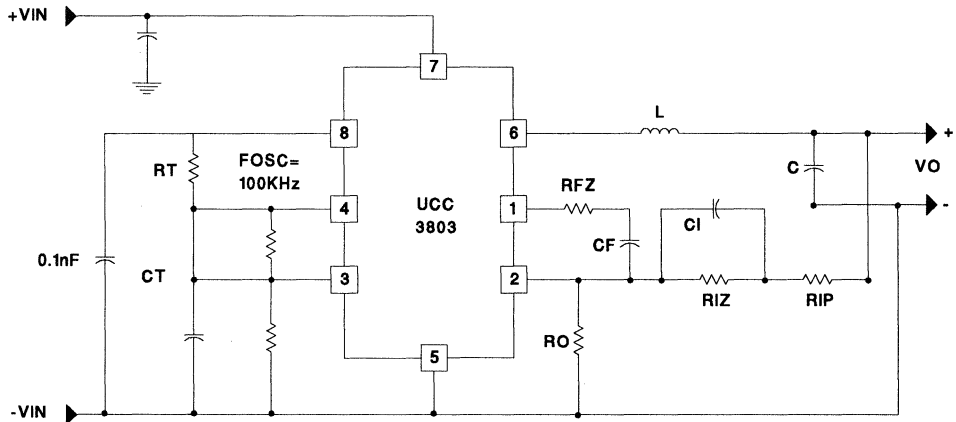 +VIN
7
8
6
L
+
RT
FOSC=
100KHz
C
VO
RFZ
-
4
UCC
3803
1
CI
CF
0.1nF
CT
3
2
RIZ
RIP
RO
5
-VIN